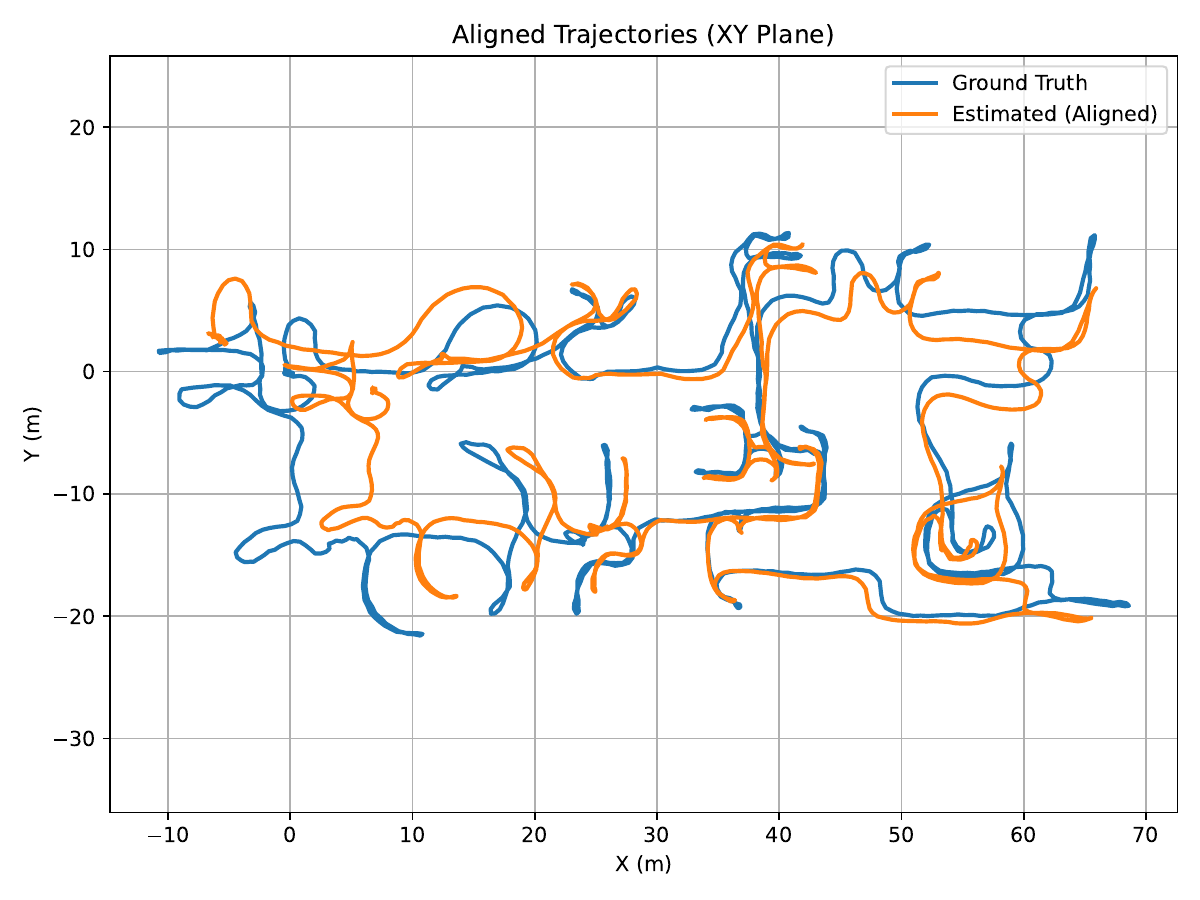 Aligned Trajectories (XY Plane)
Ground Truth
Estimated (Aligned)
20
10
0
−10
−20
−30
Y (m)
−10 0 10 20 30 40 50 60 70
X (m)